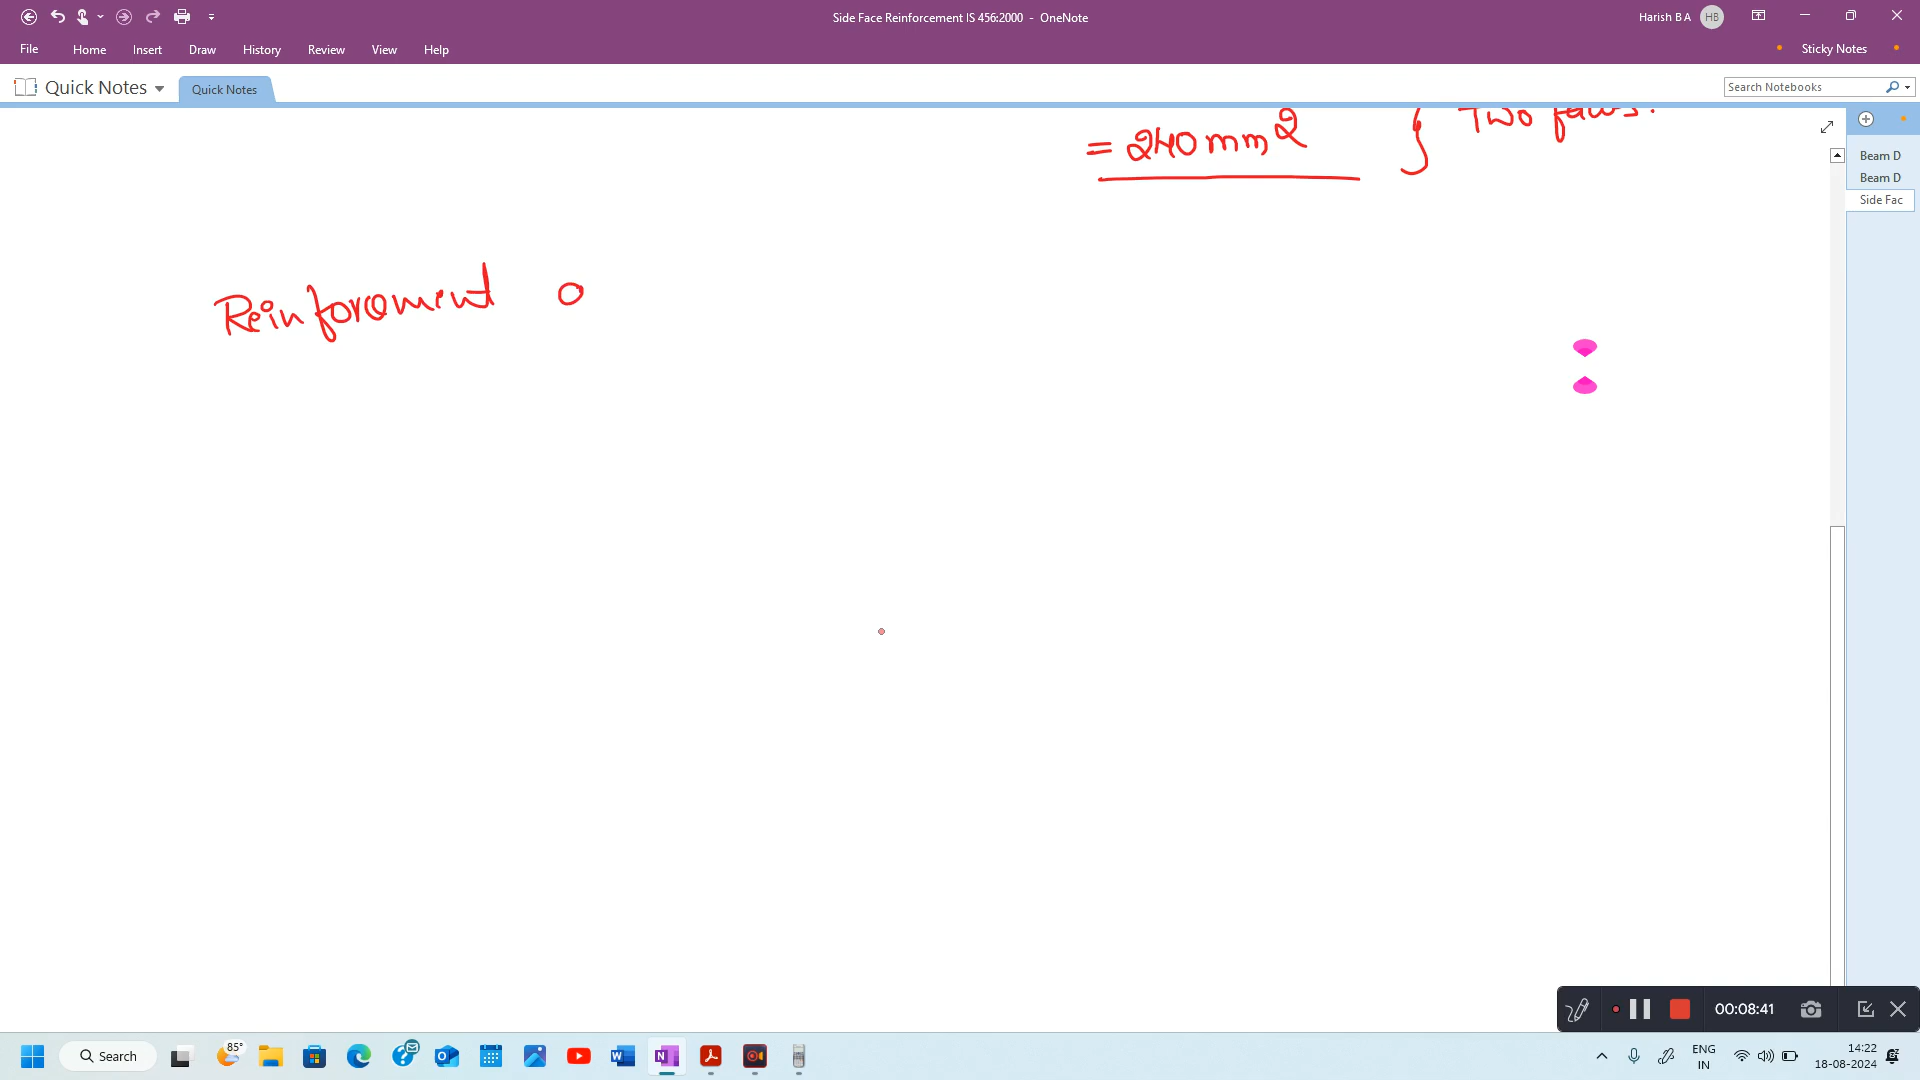 Side Face Reinforcement IS 456:2000 - OneNote
Harish B A HB
File Home Insert Draw History Review View Help
Sticky Notes
Quick Notes
Quick Notes
Search Notebooks
Two faces.
= 240 mm2
Beam D
Beam D
Side Fac
Reinforcement o
00:08:41
85°
Search
ENG
IN
14:22
18-08-2024